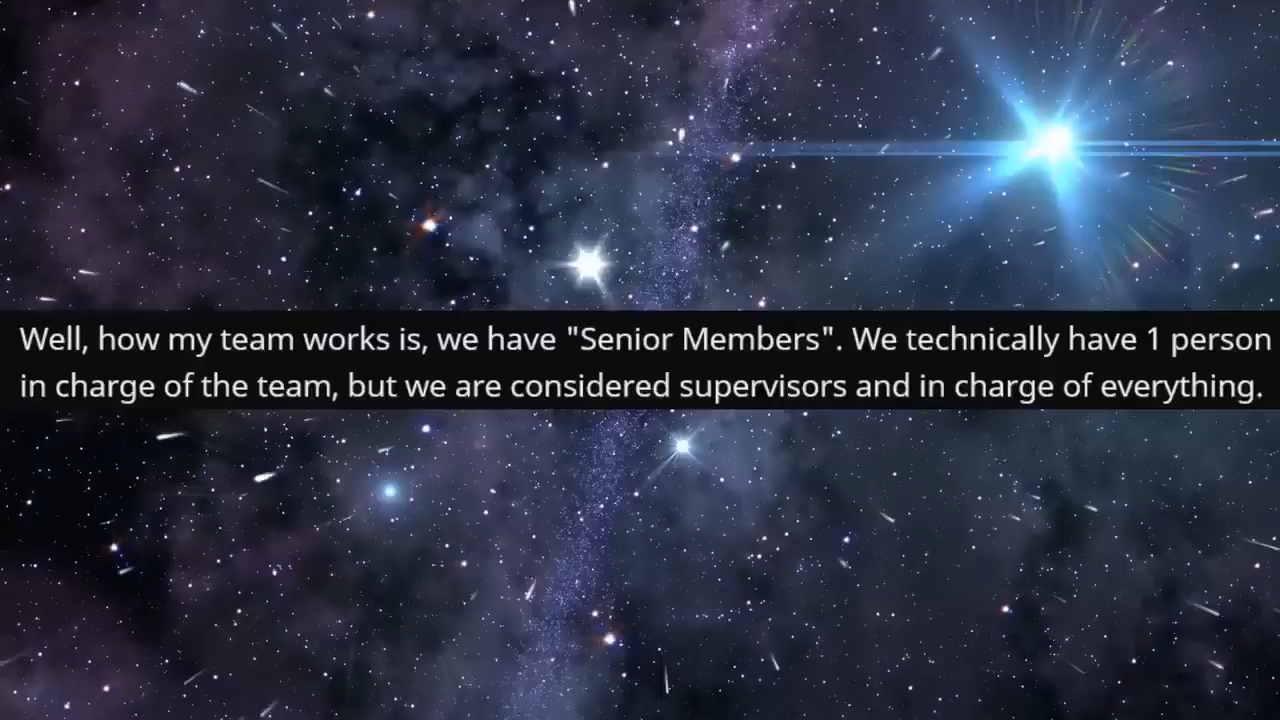 Well, how my team works is, we have "Senior Members". We technically have 1 person
in charge of the team, but we are considered supervisors and in charge of everything.